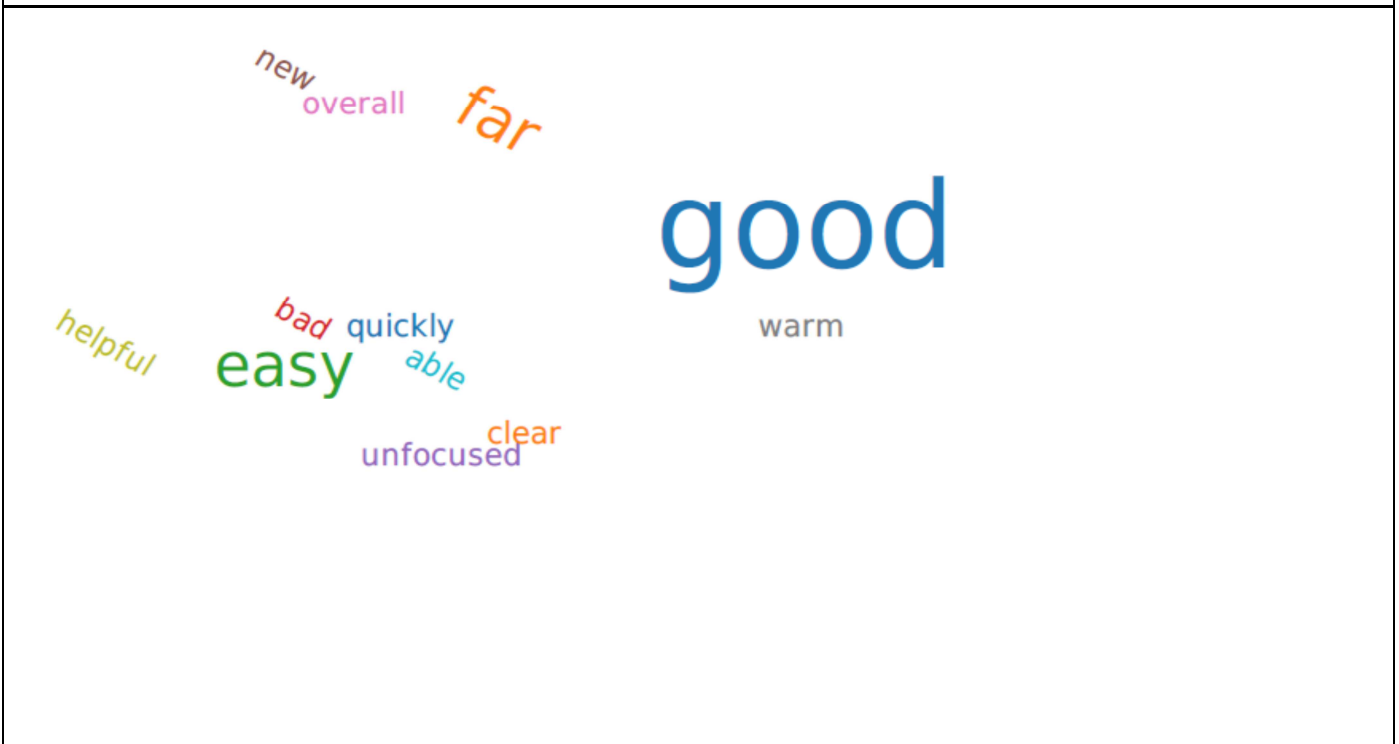 new
overall
far
good
helpful
bad
quickly
warm
easy
able
clear
unfocused